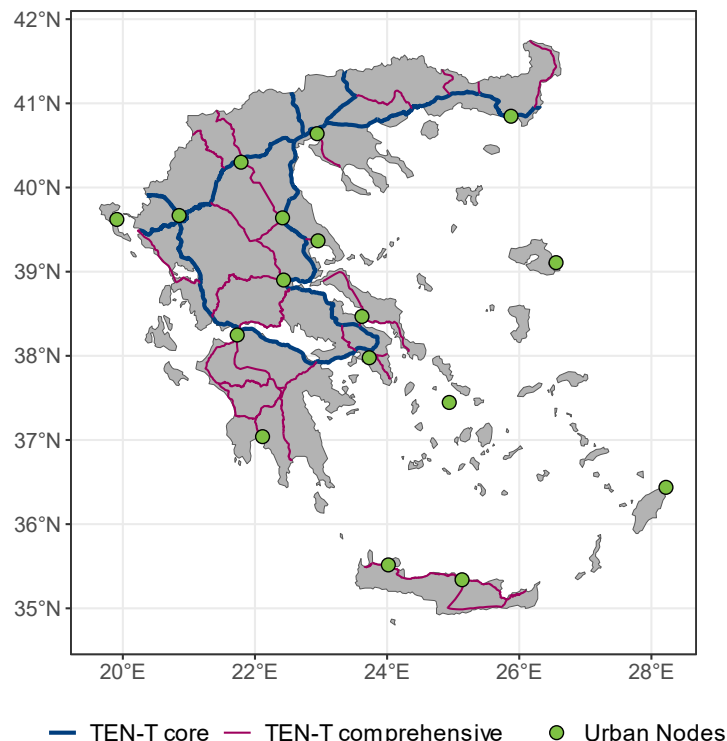 42°N
41°N
40°N
39°N
38°N
37°N
36°N
35°N
20°E 22°E 24°E 26°E 28°E
TEN-T core TEN-T comprehensive Urban Nodes